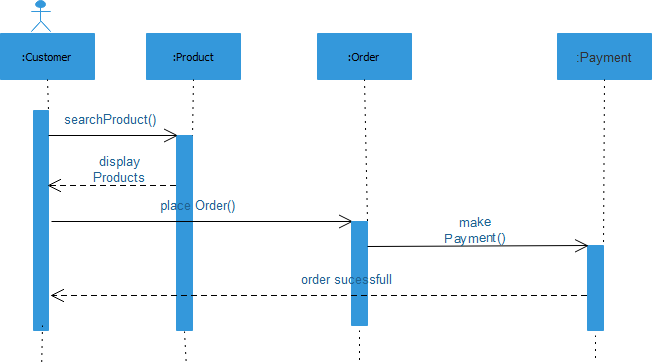 :Customer
:Product
:Order
:Payment
searchProduct()
display
Products
place Order()
make
Payment()
order sucessfull